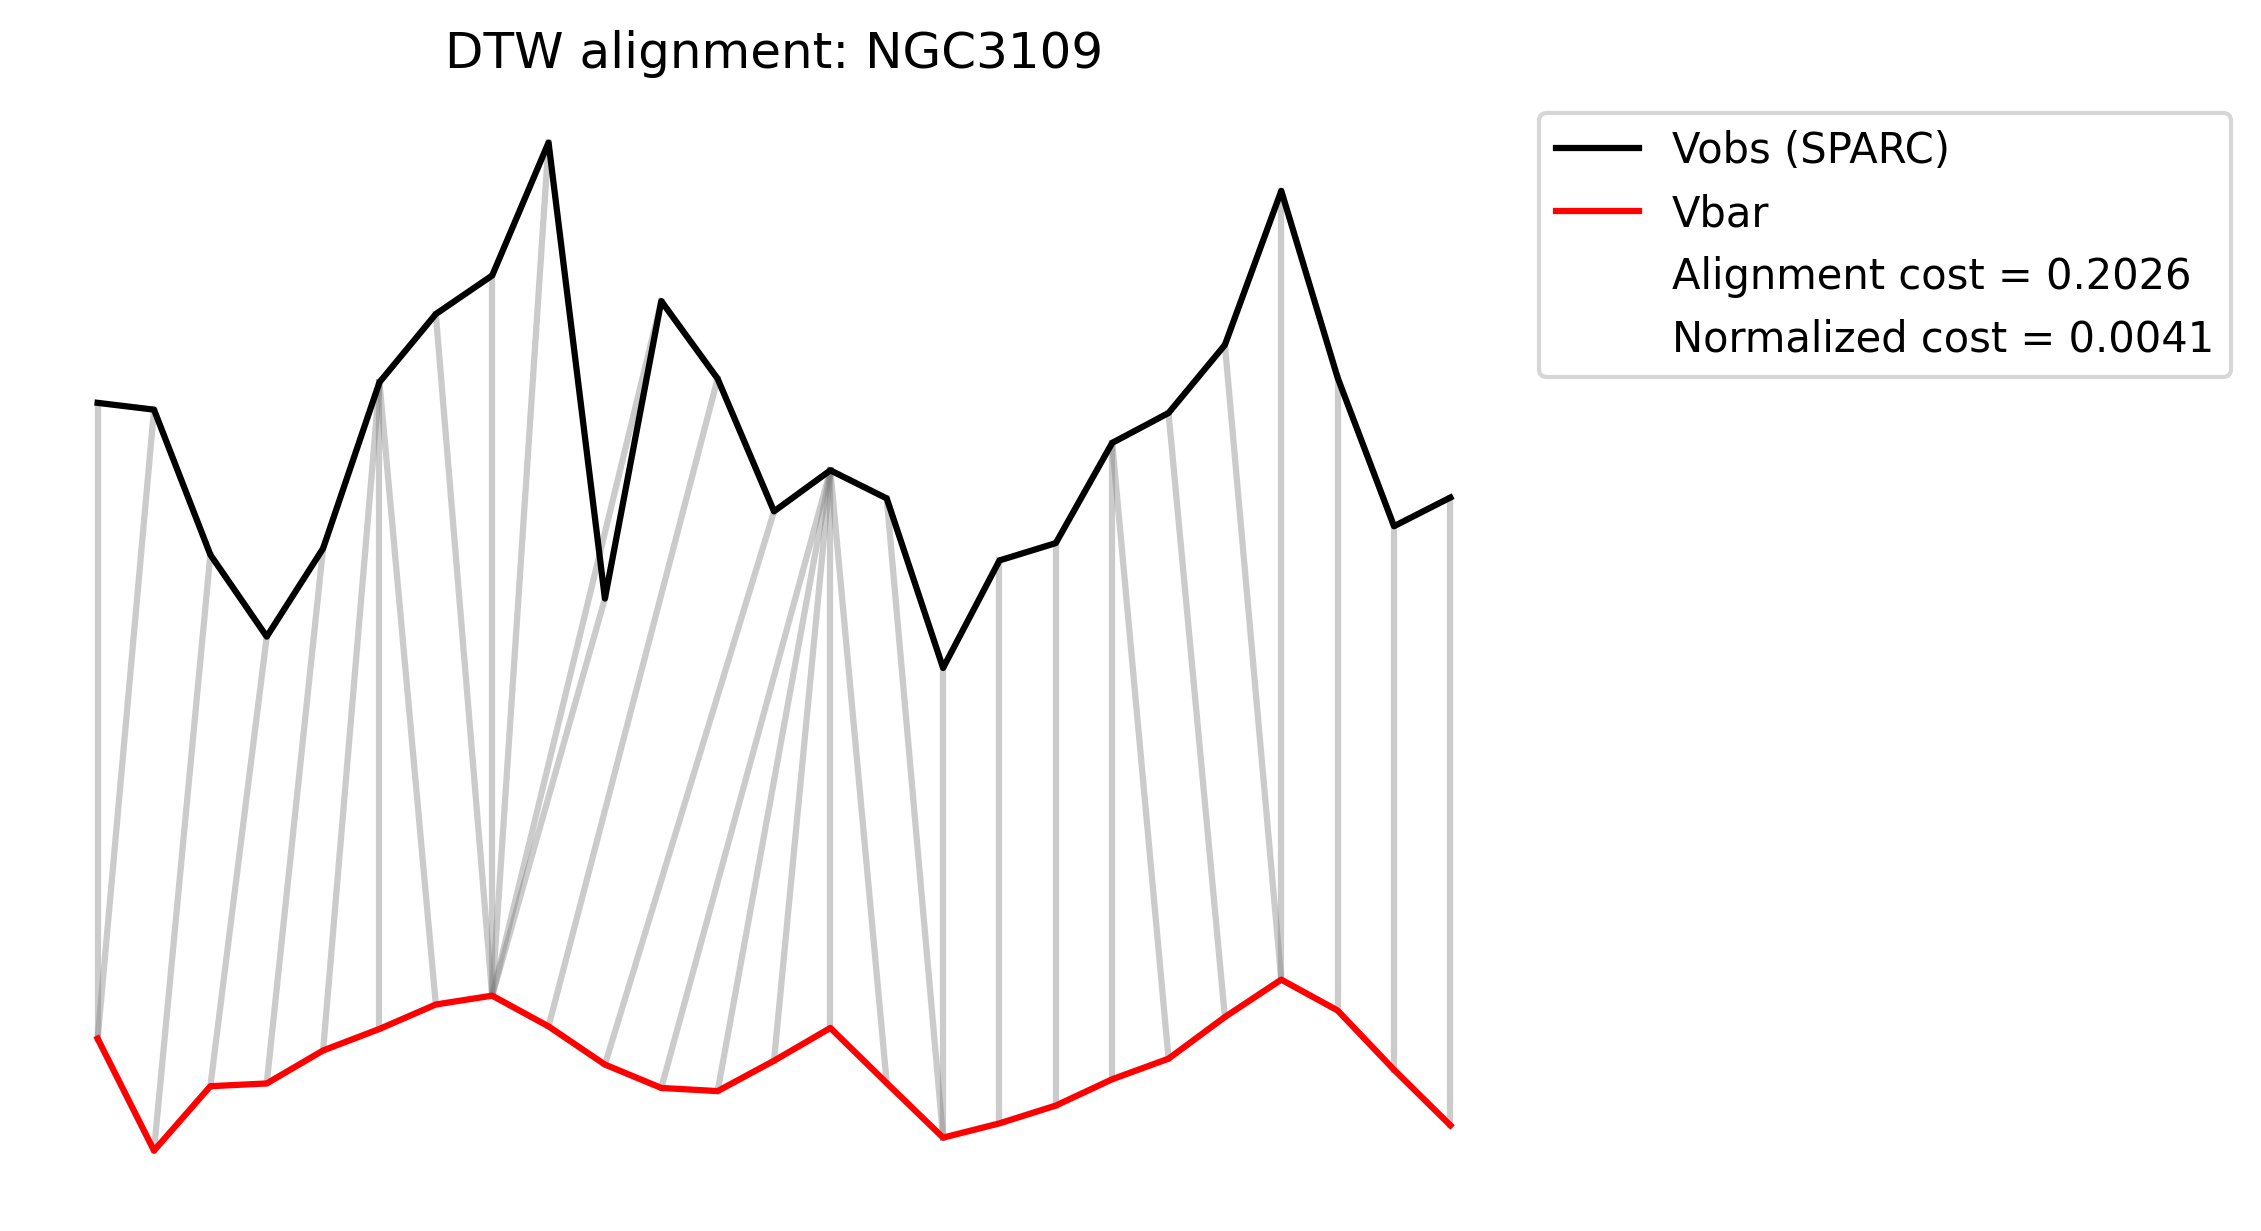 DTW alignment: NGC3109
Vobs (SPARC)
Vbar
Alignment cost = 0.2026
Normalized cost = 0.0041